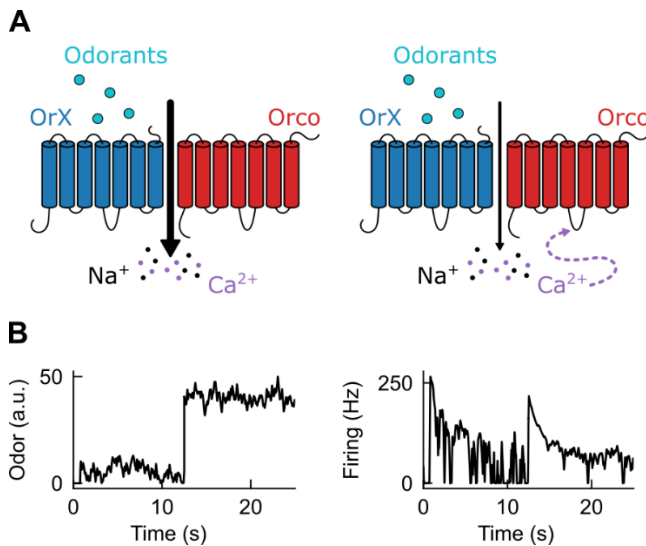 A
Odorants Odorants
OrX Orco OrX Orco
Na⁺ Ca²⁺ Na⁺ Ca²⁺
B
50 250
Odor (a.u.) Firing (Hz)
0 0
0 10 20 0 10 20
Time (s) Time (s)